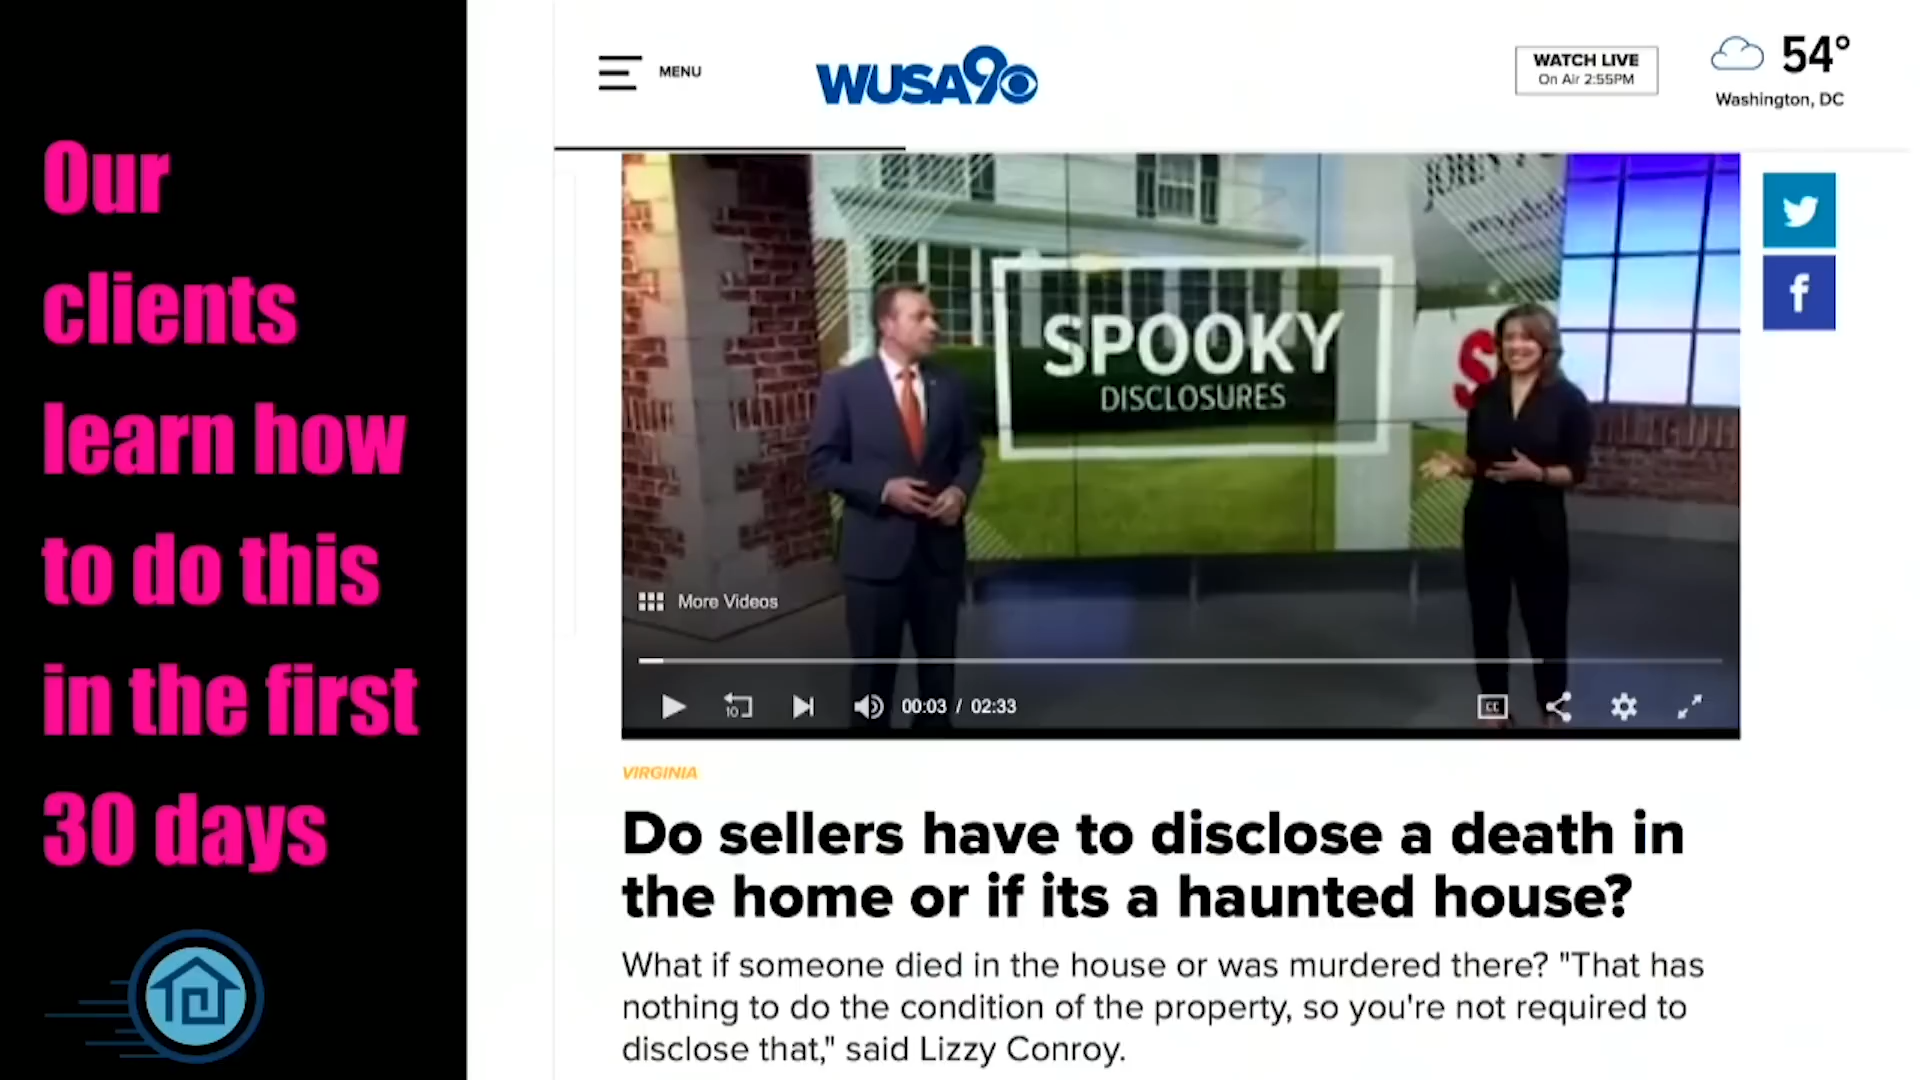 Our
clients
learn how
to do this
in the first
30 days
MENU
WUSA9
WATCH LIVE
On Air 2:55PM
54°
Washington, DC
SPOOKY
DISCLOSURES
S
More Videos
10
00:03 / 02:33
CC
VIRGINIA
Do sellers have to disclose a death in
the home or if its a haunted house?
What if someone died in the house or was murdered there? "That has
nothing to do the condition of the property, so you're not required to
disclose that," said Lizzy Conroy.